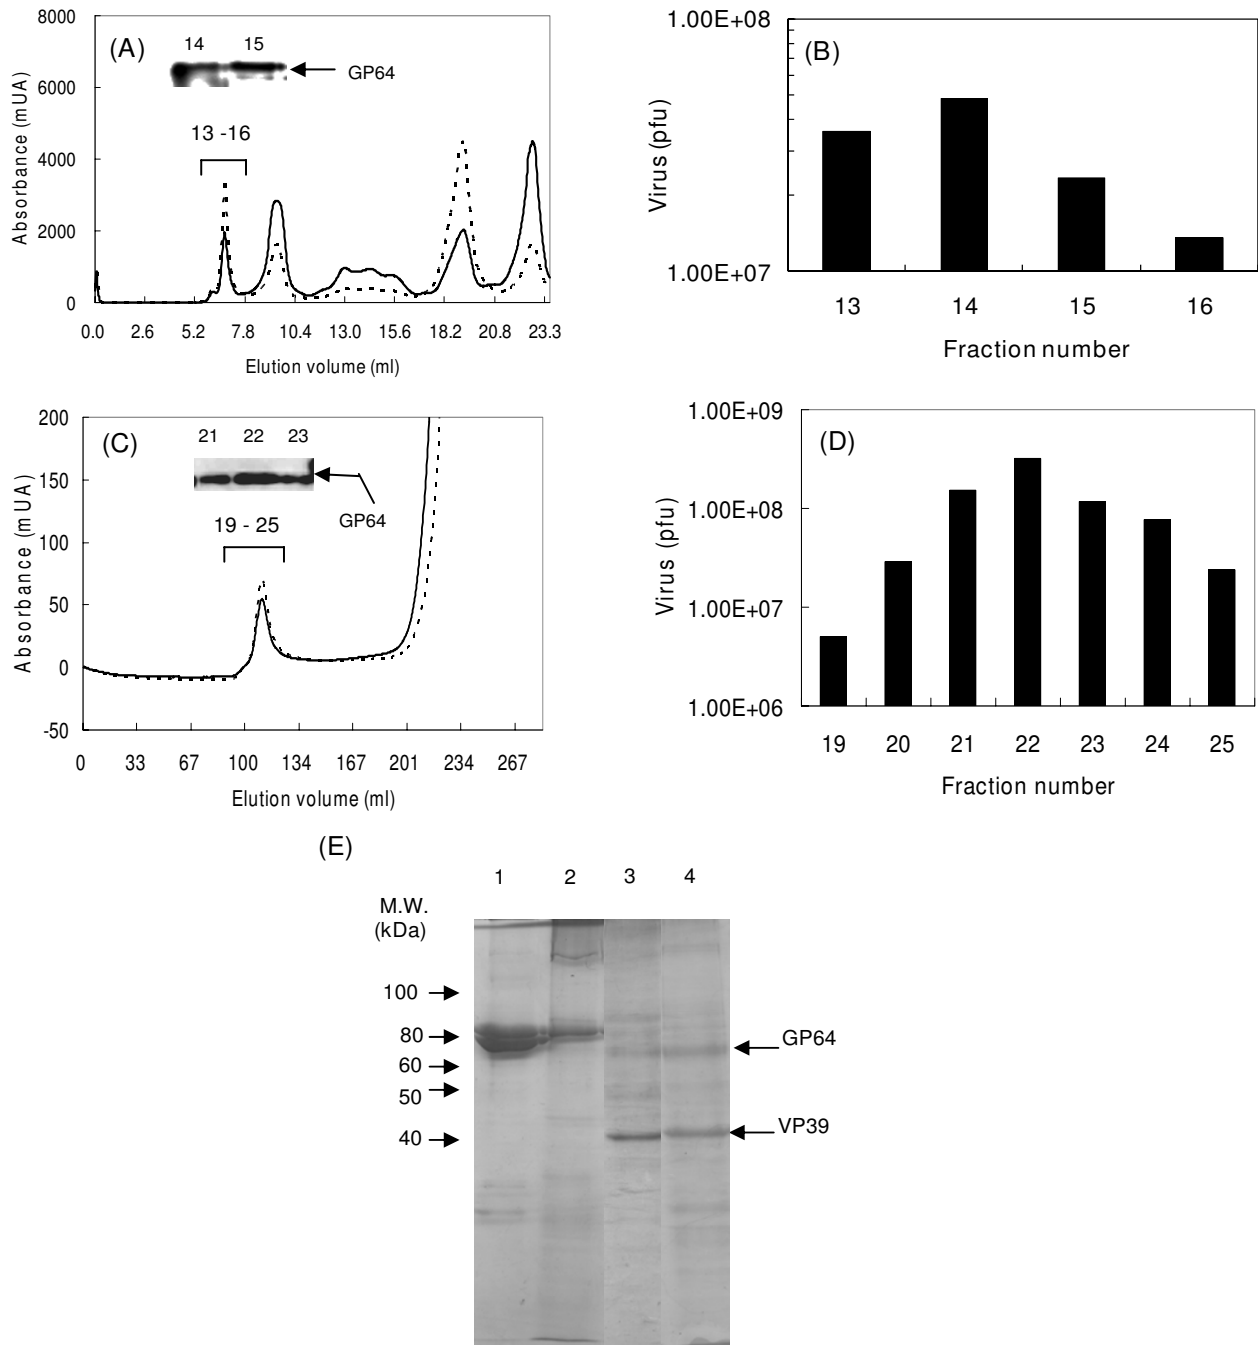 (A)
14 15
GP64
13 -16
Absorbance (mUA)
8000
6000
4000
2000
0
0.0 2.6 5.2 7.8 10.4 13.0 15.6 18.2 20.8 23.3
Elution volume (ml)
(B)
Virus (pfu)
1.00E+08
1.00E+07
13 14 15 16
Fraction number
(C)
21 22 23
GP64
19 - 25
Absorbance (mUA)
200
150
100
50
0
-50
0 33 67 100 134 167 201 234 267
Elution volume (ml)
(D)
Virus (pfu)
1.00E+09
1.00E+08
1.00E+07
1.00E+06
19 20 21 22 23 24 25
Fraction number
(E)
1 2 3 4
M.W.
(kDa)
100
80
60
50
40
GP64
VP39